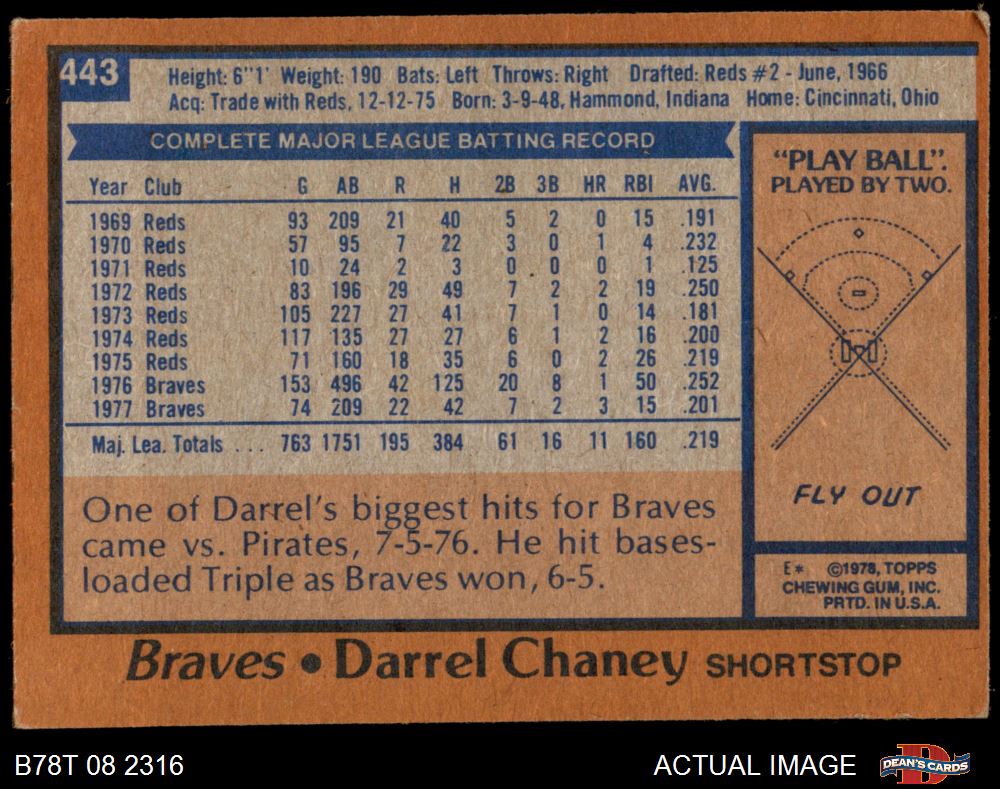 443
Height: 6"1' Weight: 190 Bats: Left Throws: Right Drafted: Reds #2 - June, 1966
Acq: Trade with Reds, 12-12-75 Born: 3-9-48, Hammond, Indiana Home: Cincinnati, Ohio
COMPLETE MAJOR LEAGUE BATTING RECORD
Year Club G AB R H 2B 3B HR RBI AVG.
1969 Reds 93 209 21 40 5 2 0 15 .191
1970 Reds 57 95 7 22 3 0 1 4 .232
1971 Reds 10 24 2 3 0 0 0 1 .125
1972 Reds 83 196 29 49 7 2 2 19 .250
1973 Reds 105 227 27 41 7 1 0 14 .181
1974 Reds 117 135 27 27 6 1 2 16 .200
1975 Reds 71 160 18 35 6 0 2 26 .219
1976 Braves 153 496 42 125 20 8 1 50 .252
1977 Braves 74 209 22 42 7 2 3 15 .201
Maj. Lea. Totals ... 763 1751 195 384 61 16 11 160 .219
One of Darrel's biggest hits for Braves
came vs. Pirates, 7-5-76. He hit bases-
loaded Triple as Braves won, 6-5.
"PLAY BALL".
PLAYED BY TWO.
FLY OUT
E* ©1978, TOPPS
CHEWING GUM, INC.
PRTD. IN U.S.A.
Braves • Darrel Chaney SHORTSTOP
B78T 08 2316
ACTUAL IMAGE
D
DEAN'S CARDS